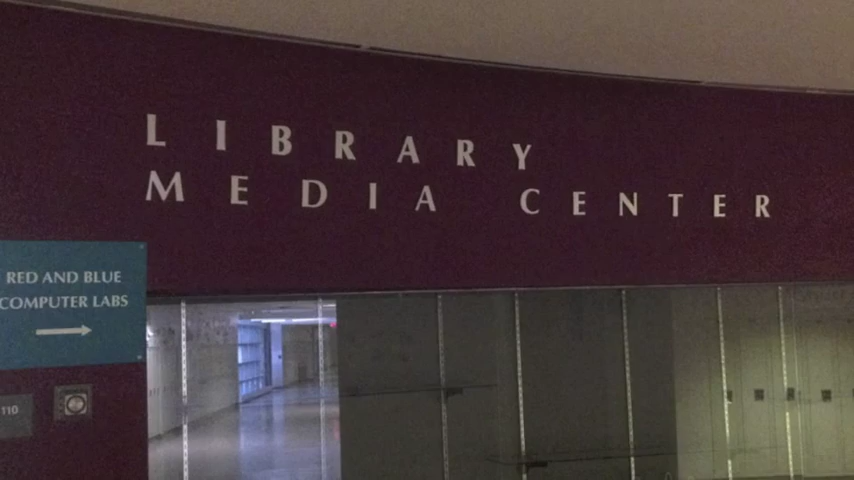 LIBRARY
MEDIA CENTER
RED AND BLUE
COMPUTER LABS
110